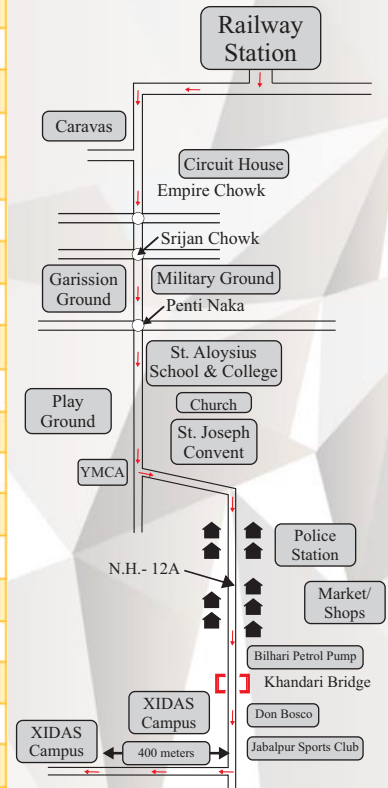 Railway
Station
Caravas
Circuit House
Empire Chowk
Srijan Chowk
Garission
Ground
Military Ground
Penti Naka
St. Aloysius
School & College
Play
Ground
Church
St. Joseph
Convent
YMCA
Police
Station
N.H.- 12A
Market/
Shops
Bilhari Petrol Pump
Khandari Bridge
XIDAS
Campus
Don Bosco
XIDAS
Campus
400 meters
Jabalpur Sports Club